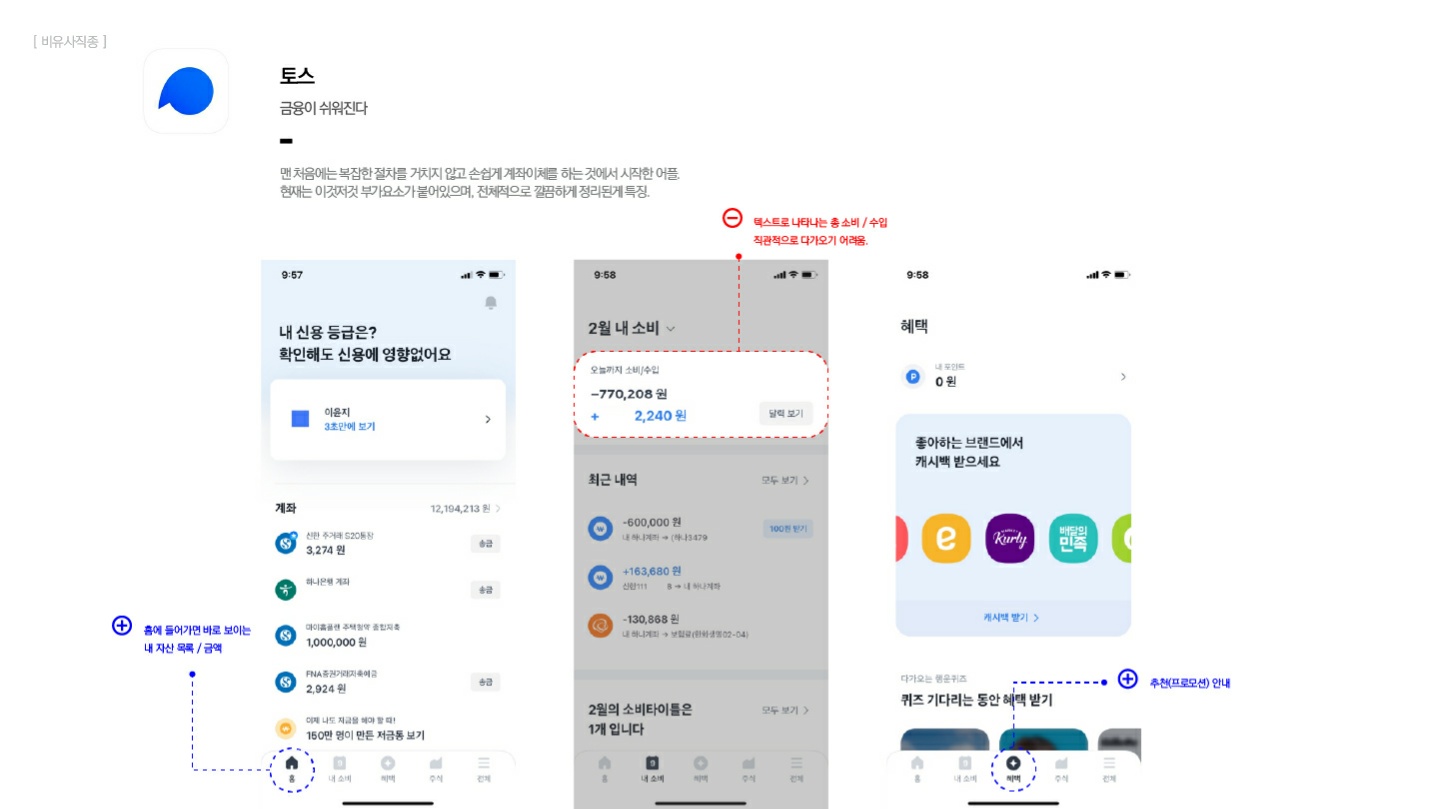 [ 비유사직종 ]
토스
금융이 쉬워진다
맨 처음에는 복잡한 절차를 거치지 않고 손쉽게 계좌이체를 하는 것에서 시작한 어플.
현재는 이것저것 부가요소가 붙어있으며, 전체적으로 깔끔하게 정리된게 특징.
텍스트로 나타나는 총 소비 / 수입
직관적으로 다가오기 어려움.
9:57
내 신용 등급은?
확인해도 신용에 영향없어요
이윤지
3초만에 보기
계좌
12,194,213 원
신한 주거래 S20통장
3,274 원
송금
하나은행 계좌
송금
마이홈플랜 주택청약 종합저축
1,000,000 원
FNA증권거래저축예금
2,924 원
송금
이제 나도 저금을 해야 할 때!
150만 명이 만든 저금통 보기
홈
내 소비
혜택
주식
전체
홈에 들어가면 바로 보이는
내 자산 목록 / 금액
9:58
2월 내 소비
오늘까지 소비/수입
-770,208 원
+ 2,240 원
달력 보기
최근 내역
모두 보기
-600,000 원
내 하나계좌 → (하나)3479
100원 받기
+163,680 원
신한111 8 → 내 하나계좌
-130,868 원
내 하나계좌 → 보험료(한화생명02-04)
2월의 소비타이틀은
1개 입니다
모두 보기
홈
내 소비
혜택
주식
전체
9:58
혜택
내 포인트
0 원
좋아하는 브랜드에서
캐시백 받으세요
e
Kurly
배달의
민족
캐시백 받기
다가오는 행운퀴즈
퀴즈 기다리는 동안 혜택 받기
추천(프로모션) 안내
홈
내 소비
혜택
주식
전체